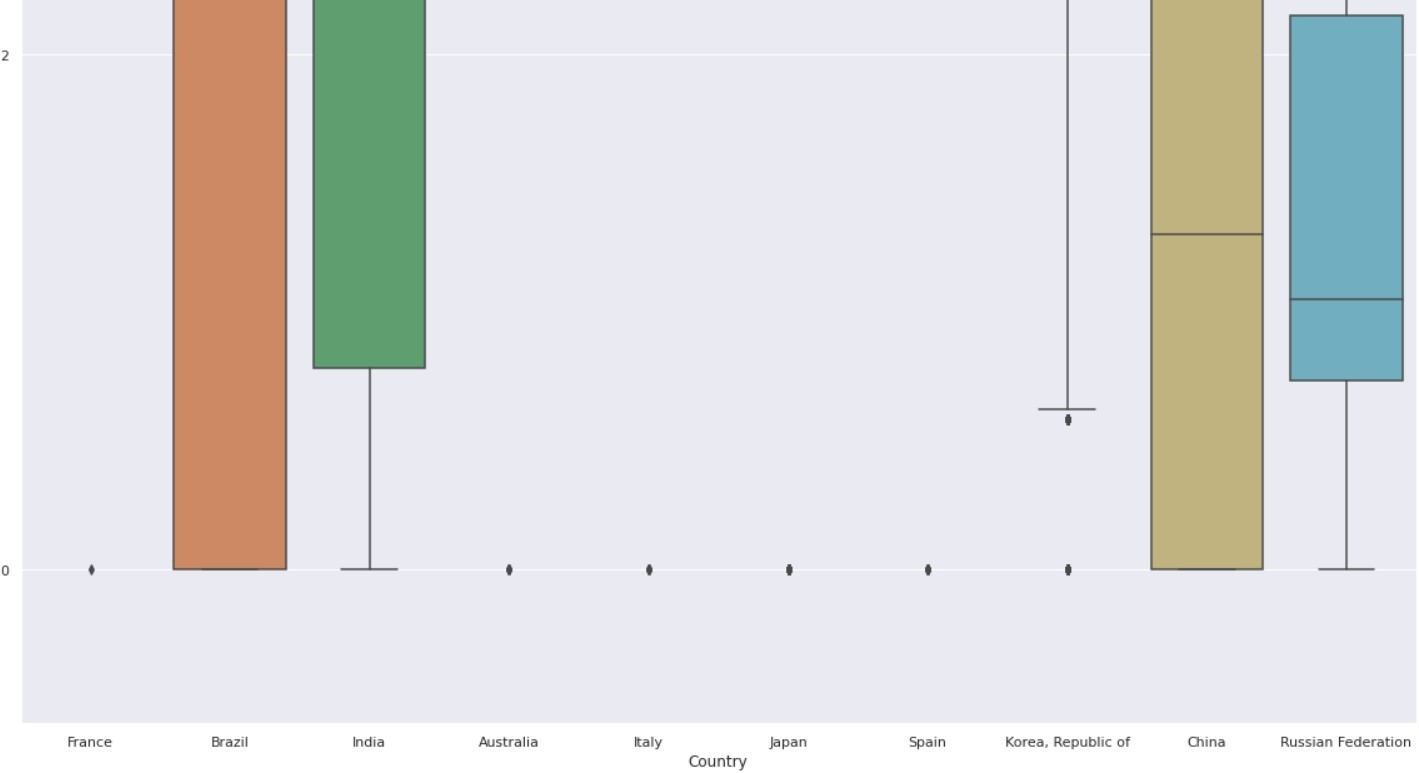 2
0
France Brazil India Australia Italy Japan Spain Korea, Republic of China Russian Federation
Country